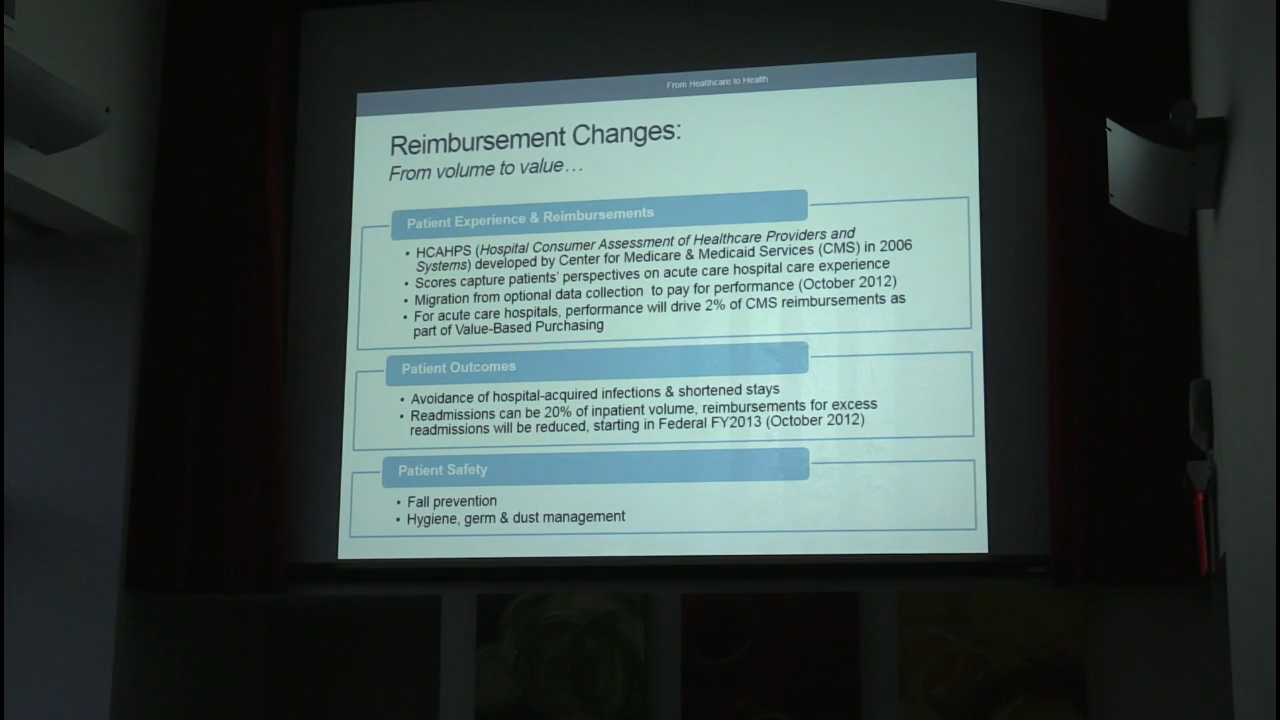 From Healthcare to Health
Reimbursement Changes:
From volume to value…
Patient Experience & Reimbursements
• HCAHPS (Hospital Consumer Assessment of Healthcare Providers and
Systems) developed by Center for Medicare & Medicaid Services (CMS) in 2006
• Scores capture patients' perspectives on acute care hospital care experience
• Migration from optional data collection to pay for performance (October 2012)
• For acute care hospitals, performance will drive 2% of CMS reimbursements as
part of Value-Based Purchasing
Patient Outcomes
• Avoidance of hospital-acquired infections & shortened stays
• Readmissions can be 20% of inpatient volume, reimbursements for excess
readmissions will be reduced, starting in Federal FY2013 (October 2012)
Patient Safety
• Fall prevention
• Hygiene, germ & dust management